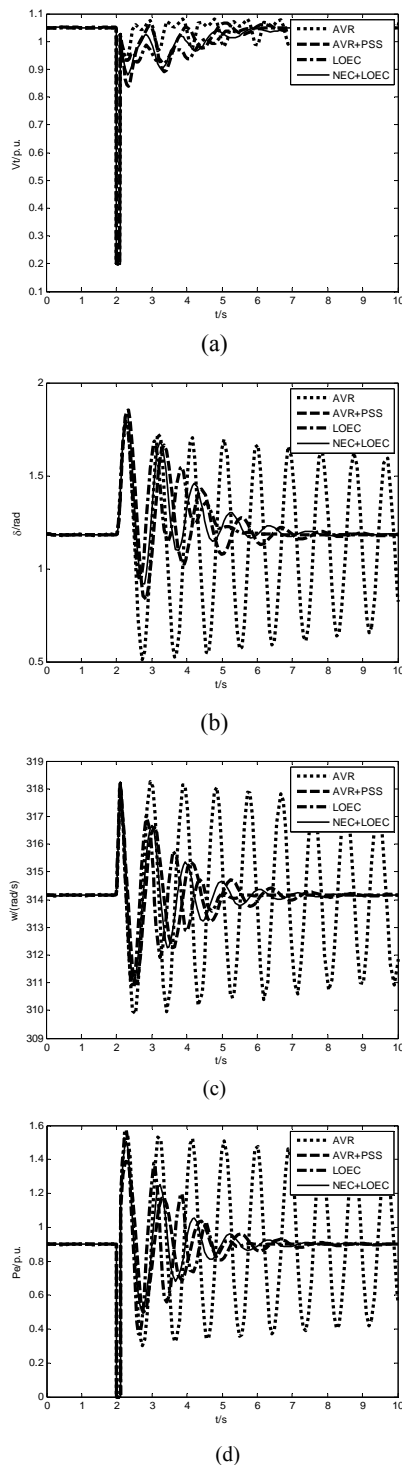 1.1
1
0.9
0.8
0.7
0.6
0.5
0.4
0.3
0.2
0.1
Vt/p.u.
AVR
AVR+PSS
LOEC
NEC+LOEC
0 1 2 3 4 5 6 7 8 9 10
t/s
(a)
2
1.5
1
0.5
δ/rad
AVR
AVR+PSS
LOEC
NEC+LOEC
0 1 2 3 4 5 6 7 8 9 10
t/s
(b)
319
318
316
314
312
310
309
w/(rad/s)
AVR
AVR+PSS
LOEC
NEC+LOEC
0 1 2 3 4 5 6 7 8 9 10
t/s
(c)
1.6
1.4
1.2
1
0.8
0.6
0.4
0.2
0
Pe/p.u.
AVR
AVR+PSS
LOEC
NEC+LOEC
0 1 2 3 4 5 6 7 8 9 10
t/s
(d)